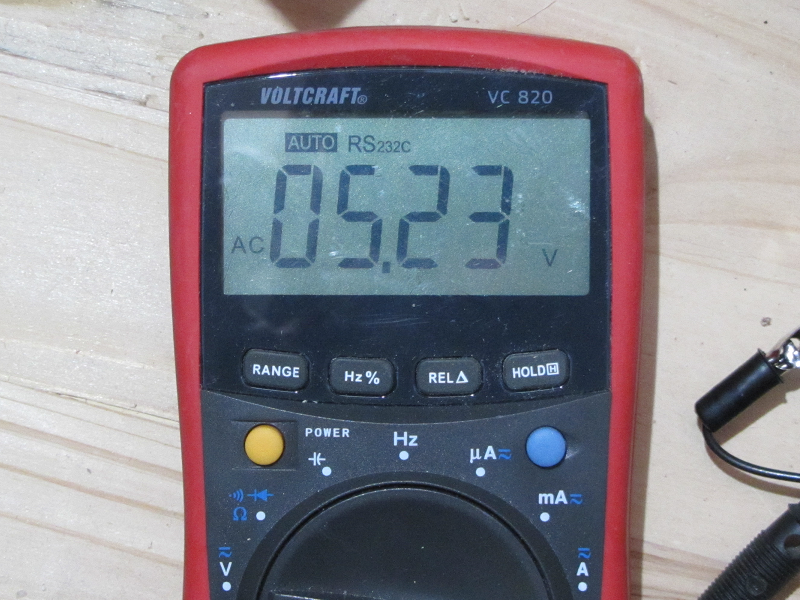 VOLTCRAFT® VC 820
AUTO RS232C
AC 05.23 V
RANGE Hz% REL∆ HOLD H
POWER Hz μA
mA
Ω
V A